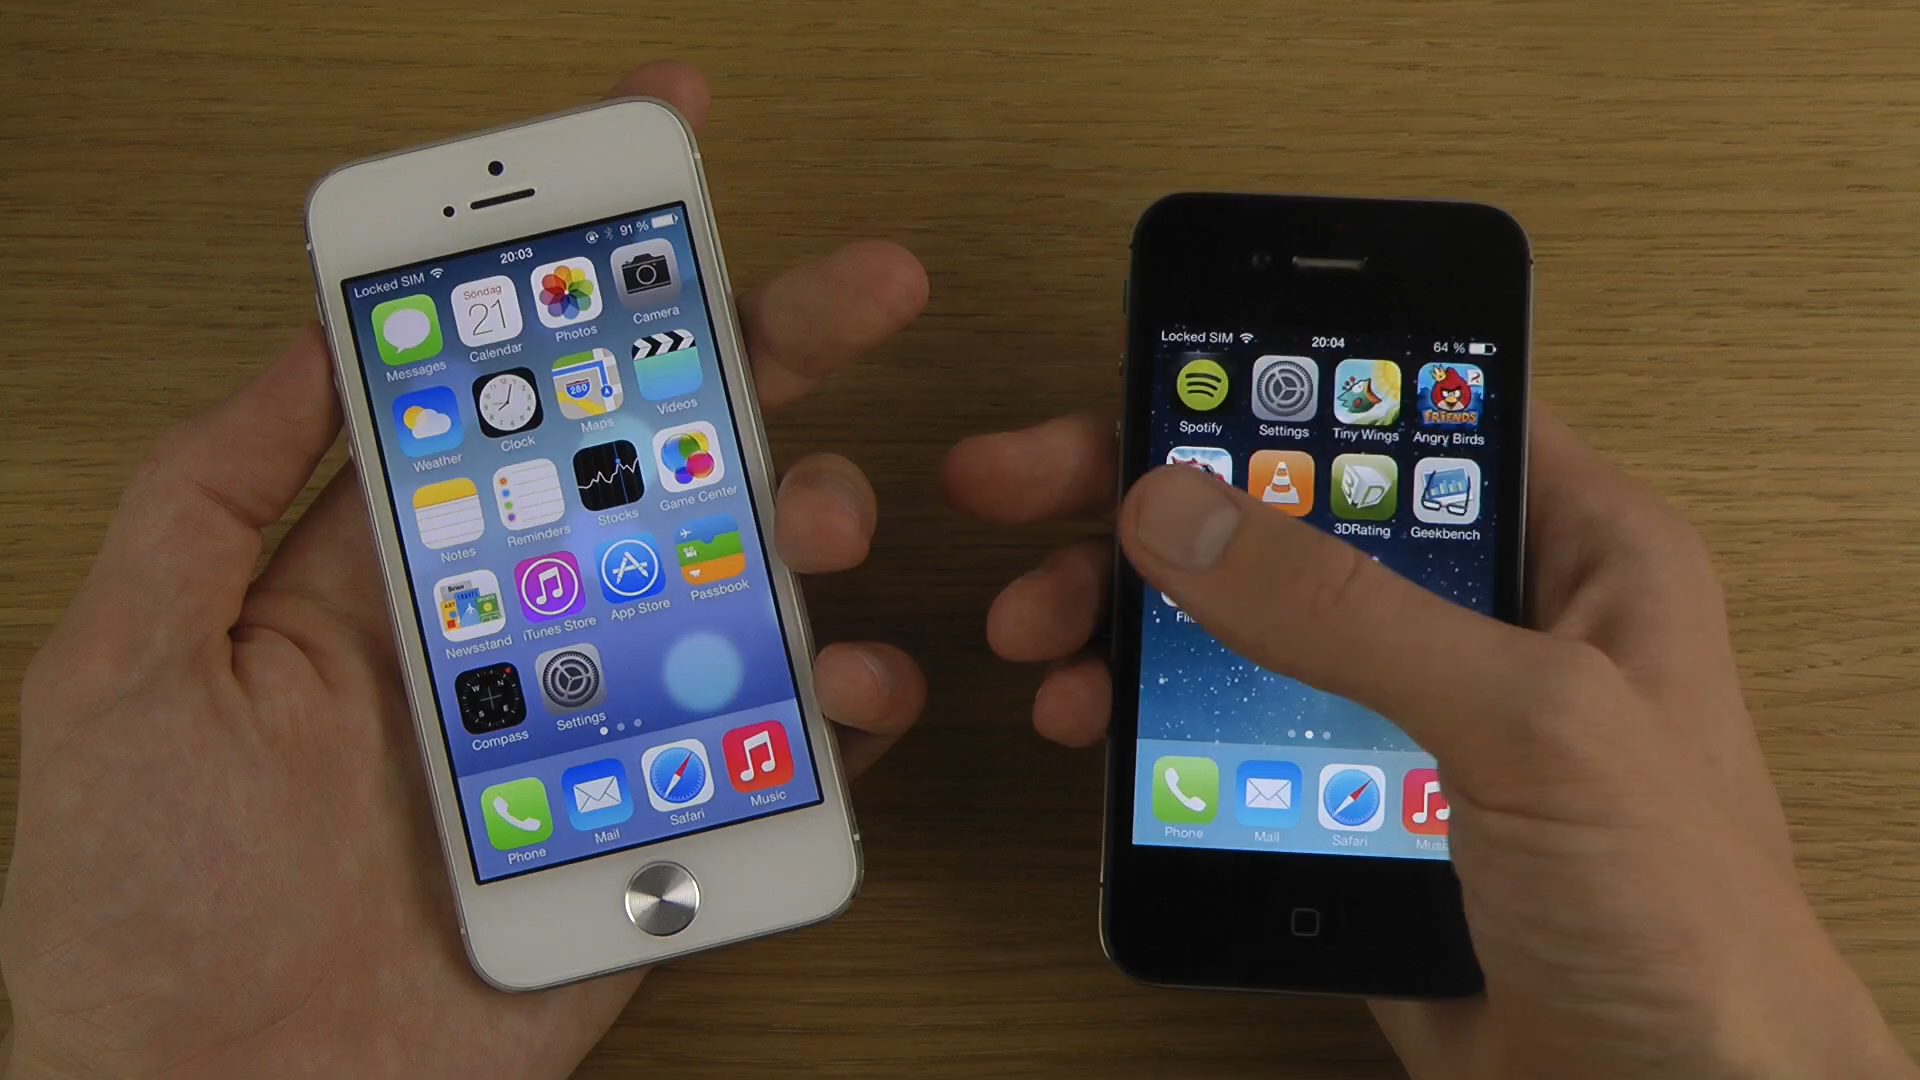 Locked SIM 20:03 91 %
Messages Söndag 21 Calendar Photos Camera
Weather Clock 280 Maps Videos
Notes Reminders Stocks Game Center
Newsstand iTunes Store App Store Passbook
Compass Settings
Phone Mail Safari Music
Locked SIM 20:04 64 %
Spotify Settings Tiny Wings FRIENDS Angry Birds
3DRating Geekbench
Phone Mail Safari